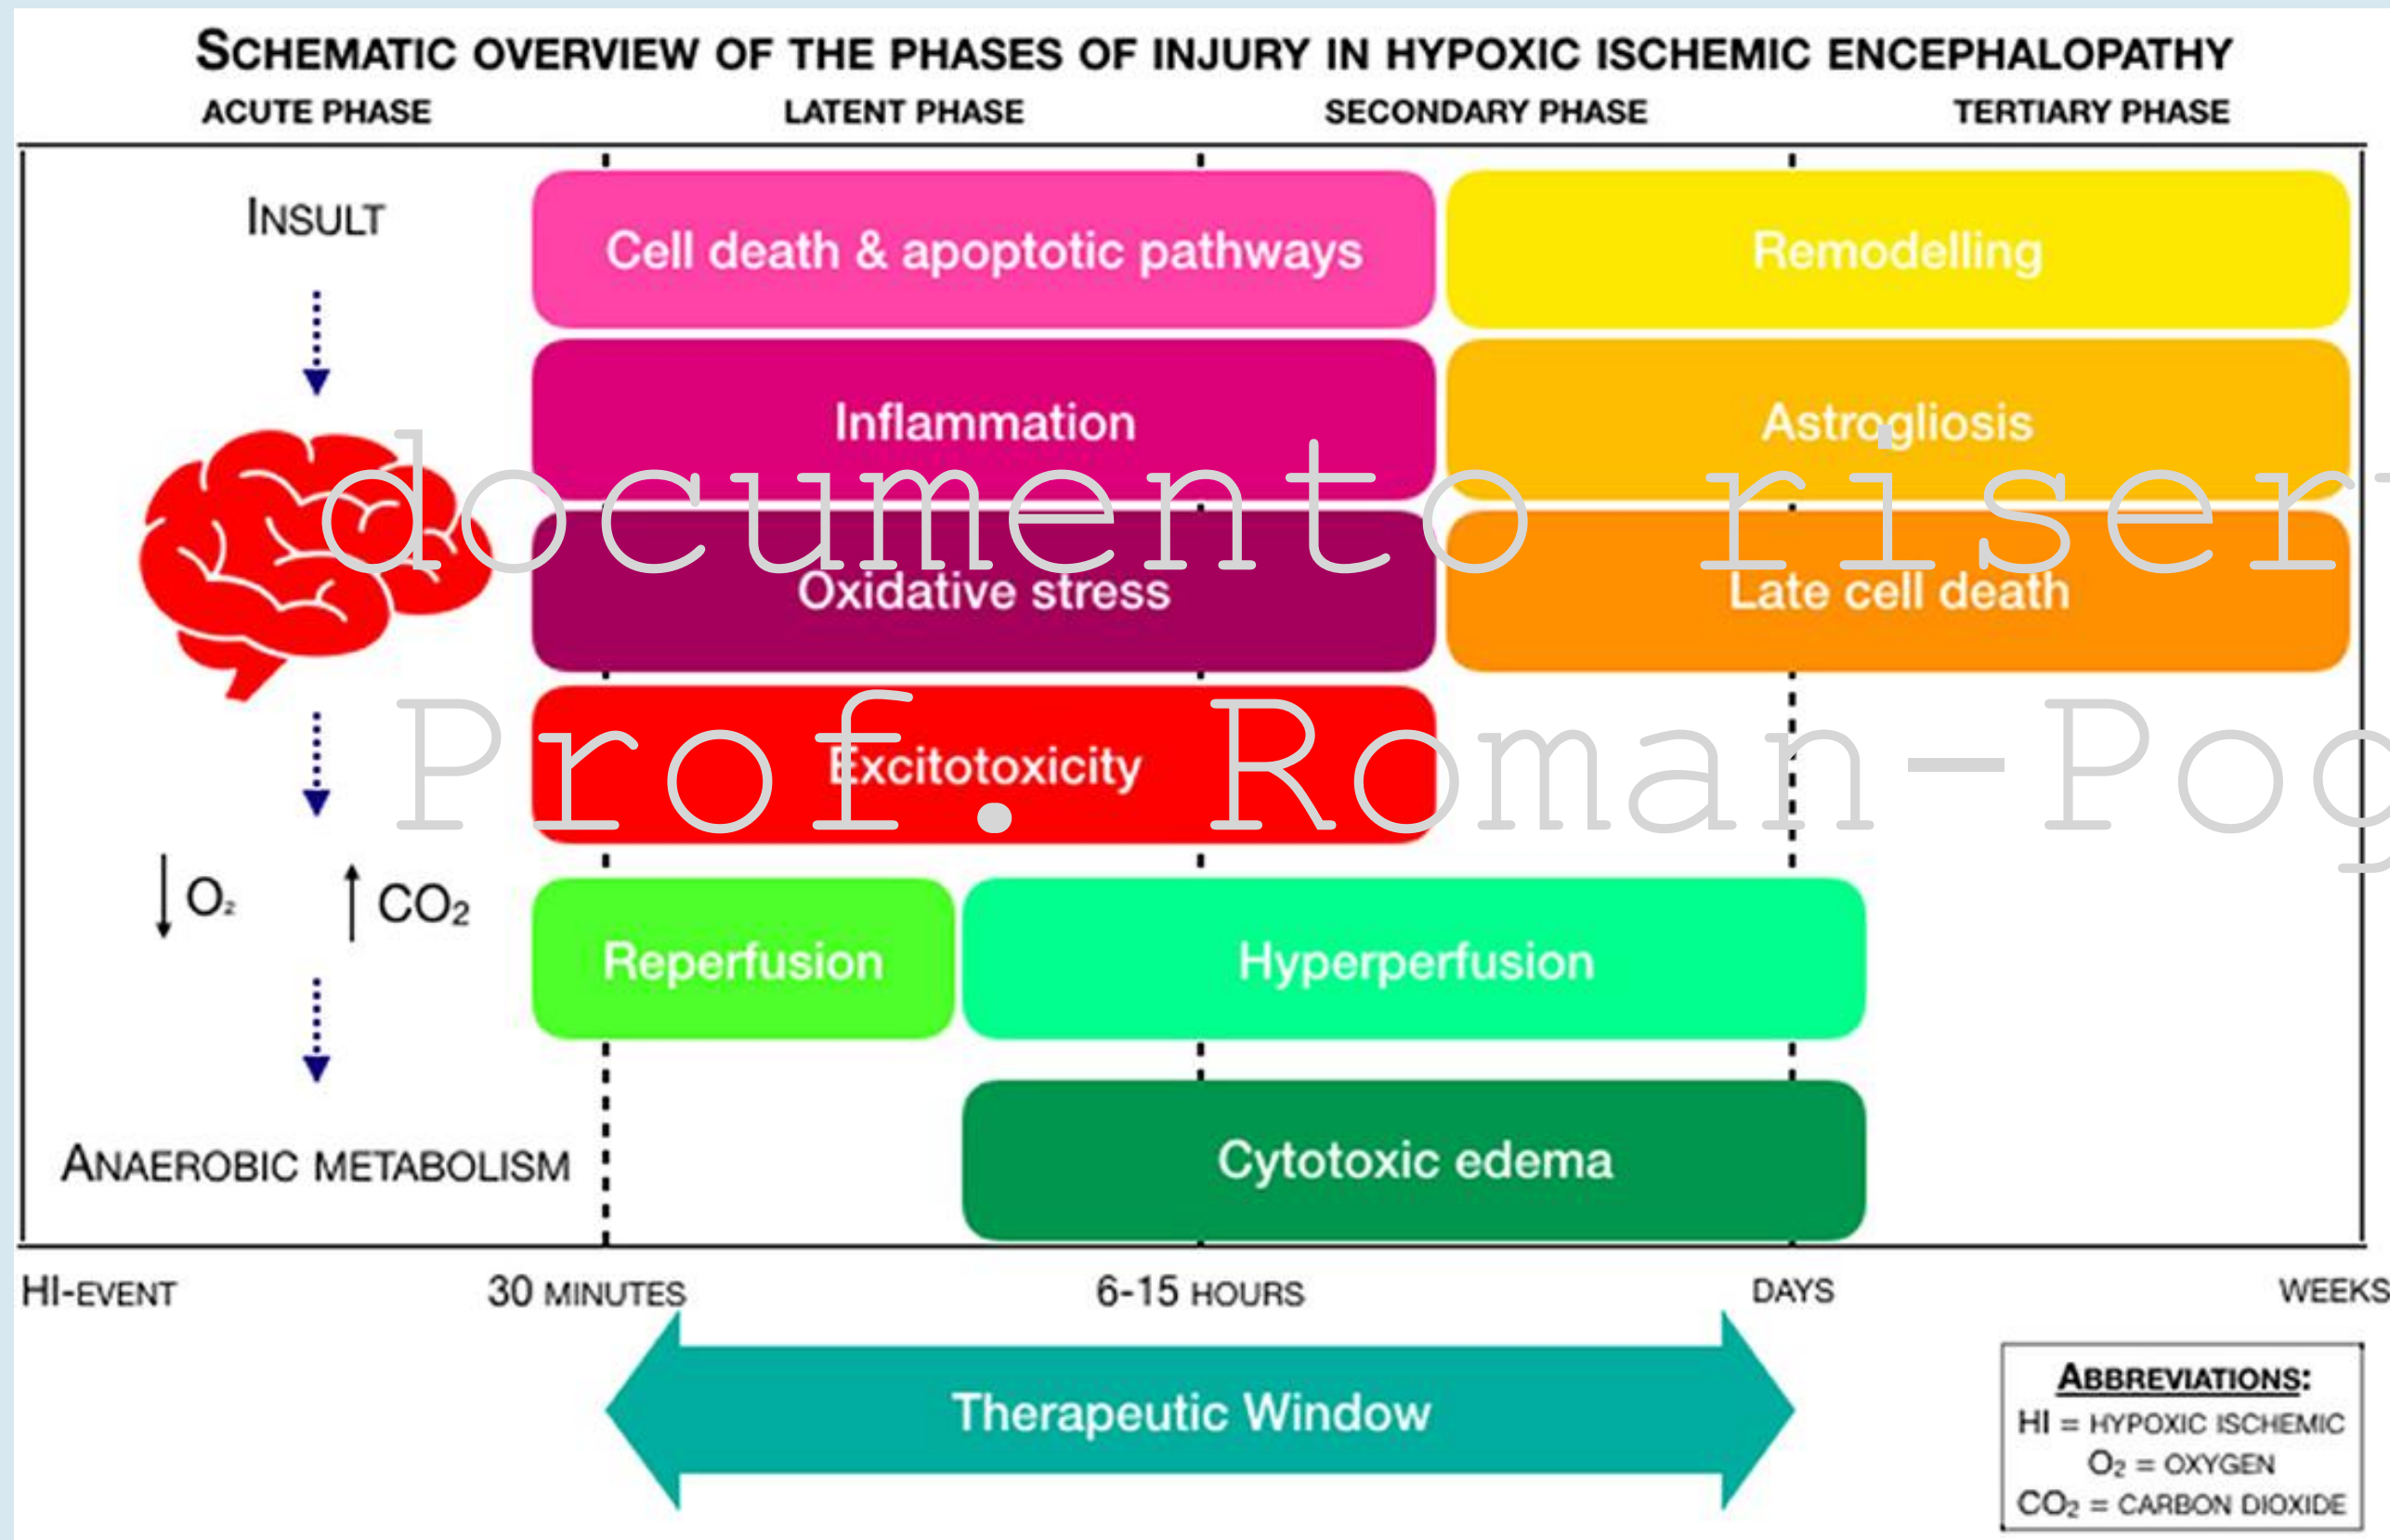 SCHEMATIC OVERVIEW OF THE PHASES OF INJURY IN HYPOXIC ISCHEMIC ENCEPHALOPATHY
ACUTE PHASE LATENT PHASE SECONDARY PHASE TERTIARY PHASE
INSULT
Cell death & apoptotic pathways
Remodelling
Inflammation
Astrogliosis
documento riser
Oxidative stress
Late cell death
Prof. Roman-Pog
Excitotoxicity
↓ O₂ ↑ CO₂
Reperfusion
Hyperperfusion
ANAEROBIC METABOLISM
Cytotoxic edema
HI-EVENT 30 MINUTES 6-15 HOURS DAYS WEEKS
Therapeutic Window
ABBREVIATIONS:
HI = HYPOXIC ISCHEMIC
O₂ = OXYGEN
CO₂ = CARBON DIOXIDE